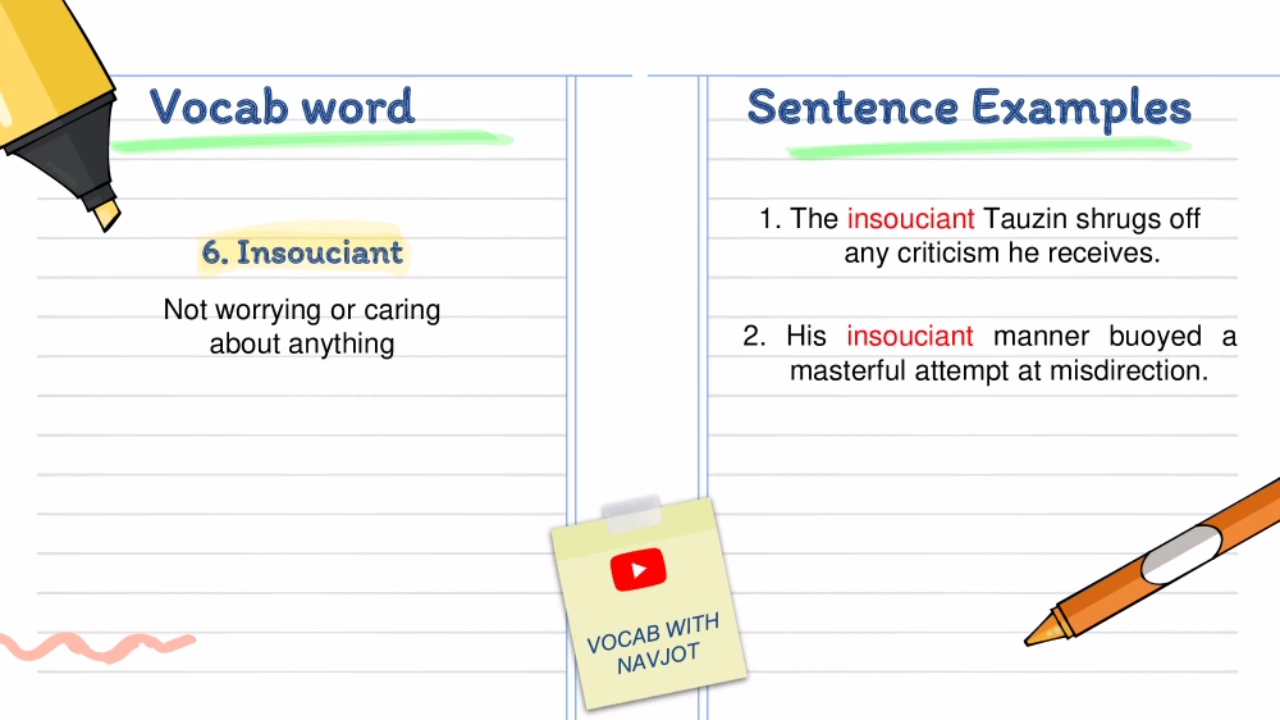 Vocab word
6. Insouciant
Not worrying or caring
about anything
Sentence Examples
1. The insouciant Tauzin shrugs off
any criticism he receives.
2. His insouciant manner buoyed a
masterful attempt at misdirection.
VOCAB WITH
NAVJOT